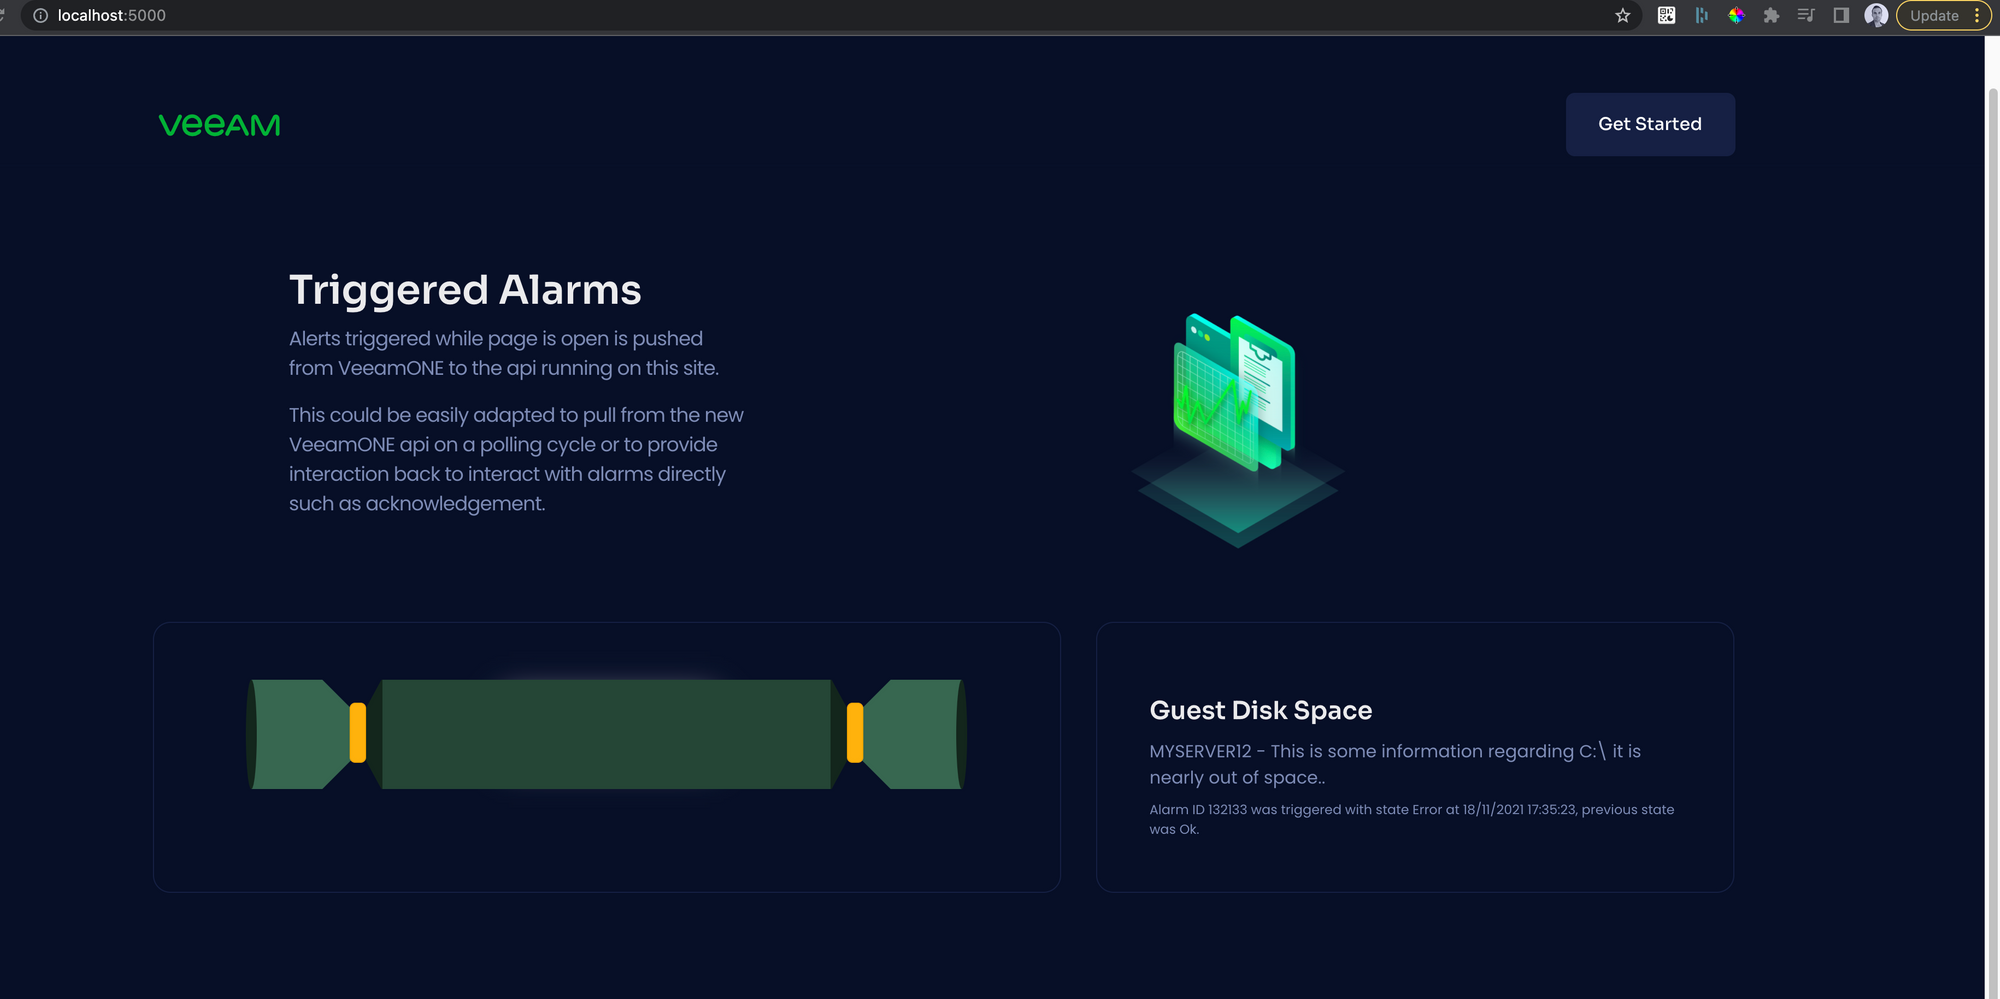 localhost:5000
Update
veeAM
Get Started
Triggered Alarms
Alerts triggered while page is open is pushed
from VeeamONE to the api running on this site.
This could be easily adapted to pull from the new
VeeamONE api on a polling cycle or to provide
interaction back to interact with alarms directly
such as acknowledgement.
Guest Disk Space
MYSERVER12 - This is some information regarding C:\ it is
nearly out of space..
Alarm ID 132133 was triggered with state Error at 18/11/2021 17:35:23, previous state
was Ok.